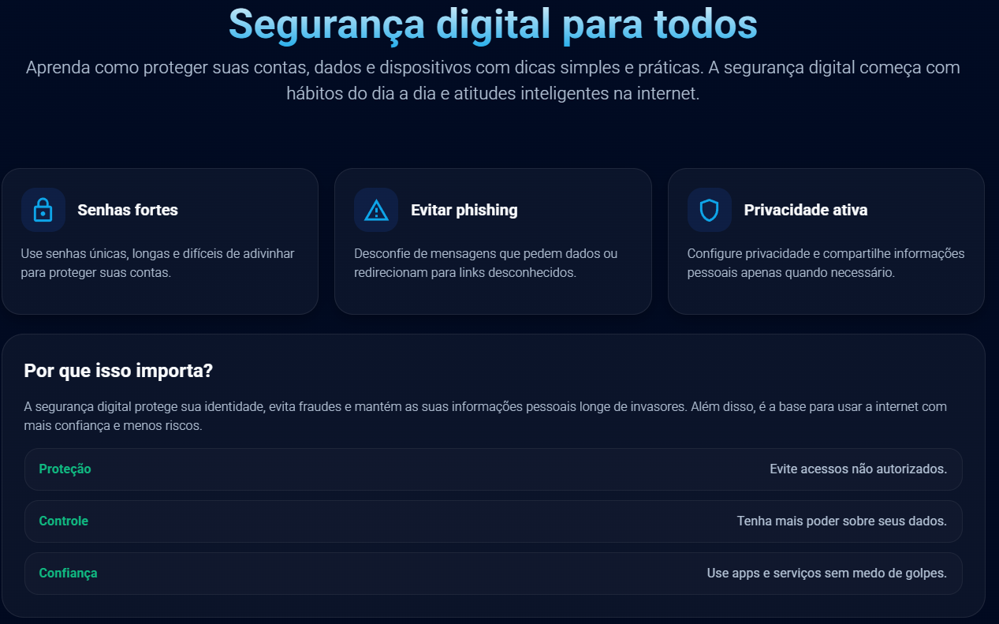 Segurança digital para todos
Aprenda como proteger suas contas, dados e dispositivos com dicas simples e práticas. A segurança digital começa com
hábitos do dia a dia e atitudes inteligentes na internet.
Senhas fortes
Use senhas únicas, longas e difíceis de adivinhar
para proteger suas contas.
Evitar phishing
Desconfie de mensagens que pedem dados ou
redirecionam para links desconhecidos.
Privacidade ativa
Configure privacidade e compartilhe informações
pessoais apenas quando necessário.
Por que isso importa?
A segurança digital protege sua identidade, evita fraudes e mantém as suas informações pessoais longe de invasores. Além disso, é a base para usar a internet com
mais confiança e menos riscos.
Proteção Evite acessos não autorizados.
Controle Tenha mais poder sobre seus dados.
Confiança Use apps e serviços sem medo de golpes.